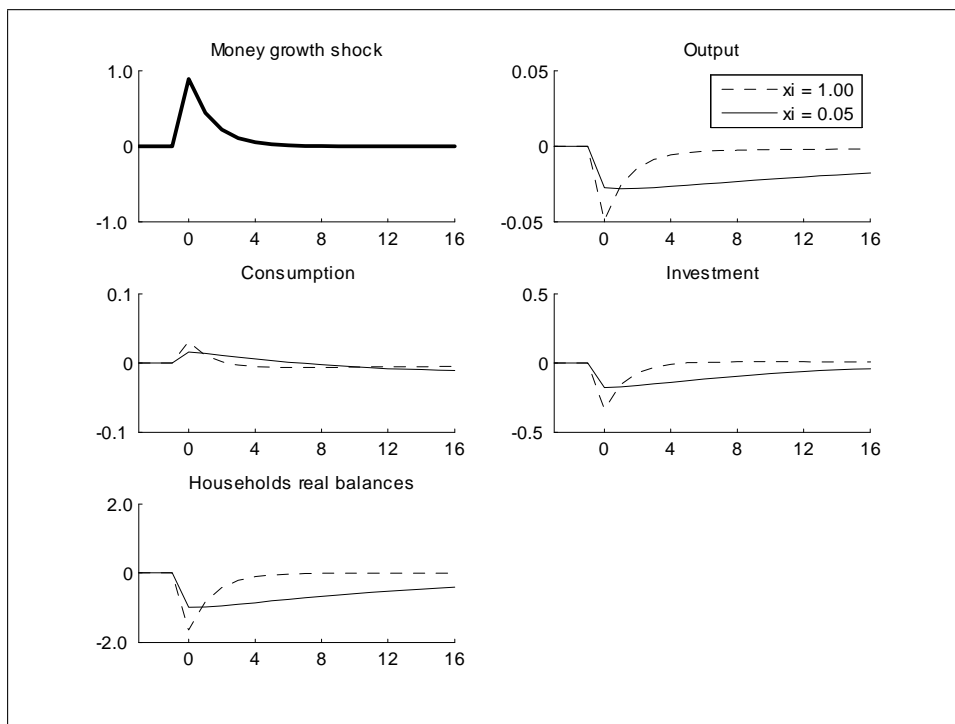 Money growth shock
1.0
0
-1.0
0 4 8 12 16
Output
xi = 1.00
xi = 0.05
0.05
0
-0.05
0 4 8 12 16
Consumption
0.1
0
-0.1
0 4 8 12 16
Investment
0.5
0
-0.5
0 4 8 12 16
Households real balances
2.0
0
-2.0
0 4 8 12 16